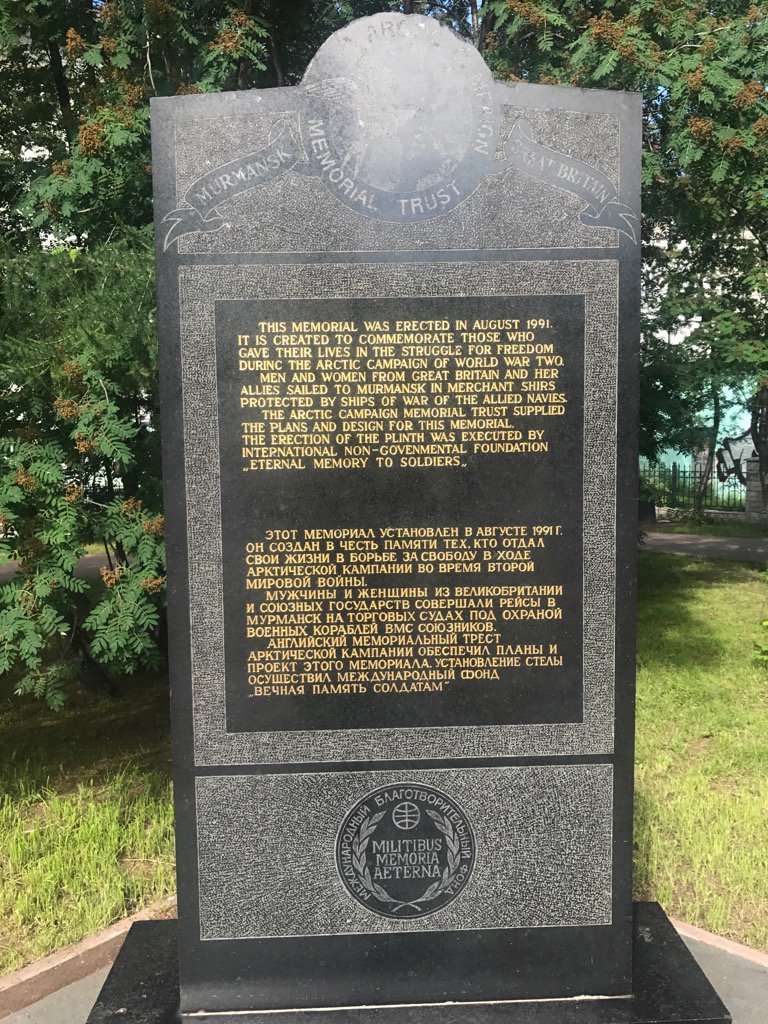 ARCTIC
MEMORIAL TRUST
MURMANSK
GREAT BRITAIN
THIS MEMORIAL WAS ERECTED IN AUGUST 1991.
IT IS CREATED TO COMMEMORATE THOSE WHO
GAVE THEIR LIVES IN THE STRUGGLE FOR FREEDOM
DURINC THE ARCTIC CAMPAIGN OF WORLD WAR TWO.
MEN AND WOMEN FROM GREAT BRITAIN AND HER
ALLIES SAILED TO MURMANSK IN MERCHANT SHIRS
PROTECTED BY SHIPS OF WAR OF THE ALLIED NAVIES.
THE ARCTIC CAMPAIGN MEMORIAL TRUST SUPPLIED
THE PLANS AND DESIGN FOR THIS MEMORIAL.
THE ERECTION OF THE PLINTH WAS EXECUTED BY
INTERNATIONAL NON-GOVENMENTAL FOUNDATION
„ETERNAL MEMORY TO SOLDIERS„
ЭТОТ МЕМОРИАЛ УСТАНОВЛЕН В АВГУСТЕ 1991 Г.
ОН СОЗДАН В ЧЕСТЬ ПАМЯТИ ТЕХ, КТО ОТДАЛ
СВОИ ЖИЗНИ В БОРЬБЕ ЗА СВОБОДУ В ХОДЕ
АРКТИЧЕСКОЙ КАМПАНИИ ВО ВРЕМЯ ВТОРОЙ
МИРОВОЙ ВОЙНЫ.
МУЖЧИНЫ И ЖЕНЩИНЫ ИЗ ВЕЛИКОБРИТАНИИ
И СОЮЗНЫХ ГОСУДАРСТВ СОВЕРШАЛИ РЕЙСЫ В
МУРМАНСК НА ТОРГОВЫХ СУДАХ ПОД ОХРАНОЙ
ВОЕННЫХ КОРАБЛЕЙ ВМС СОЮЗНИКОВ.
АНГЛИЙСКИЙ МЕМОРИАЛЬНЫЙ ТРЕСТ
АРКТИЧЕСКОЙ КАМПАНИИ ОБЕСПЕЧИЛ ПЛАНЫ И
ПРОЕКТ ЭТОГО МЕМОРИАЛА. УСТАНОВЛЕНИЕ СТЕЛЫ
ОСУЩЕСТВИЛ МЕЖДУНАРОДНЫЙ ФОНД
„ВЕЧНАЯ ПАМЯТЬ СОЛДАТАМ"
МЕЖДУНАРОДНЫЙ БЛАГОТВОРИТЕЛЬНЫЙ ФОНД
MILITIBUS
MEMORIA
AETERNA